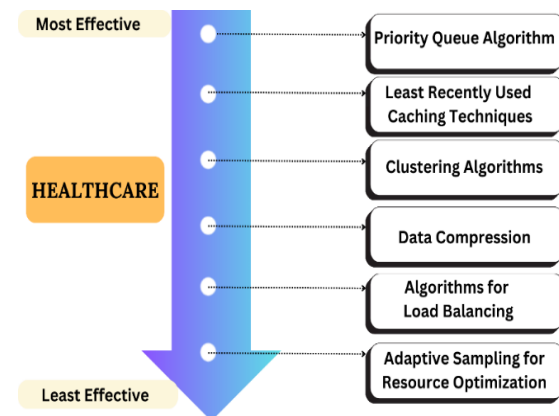 Most Effective
Priority Queue Algorithm
Least Recently Used
Caching Techniques
Clustering Algorithms
HEALTHCARE
Data Compression
Algorithms for
Load Balancing
Adaptive Sampling for
Resource Optimization
Least Effective